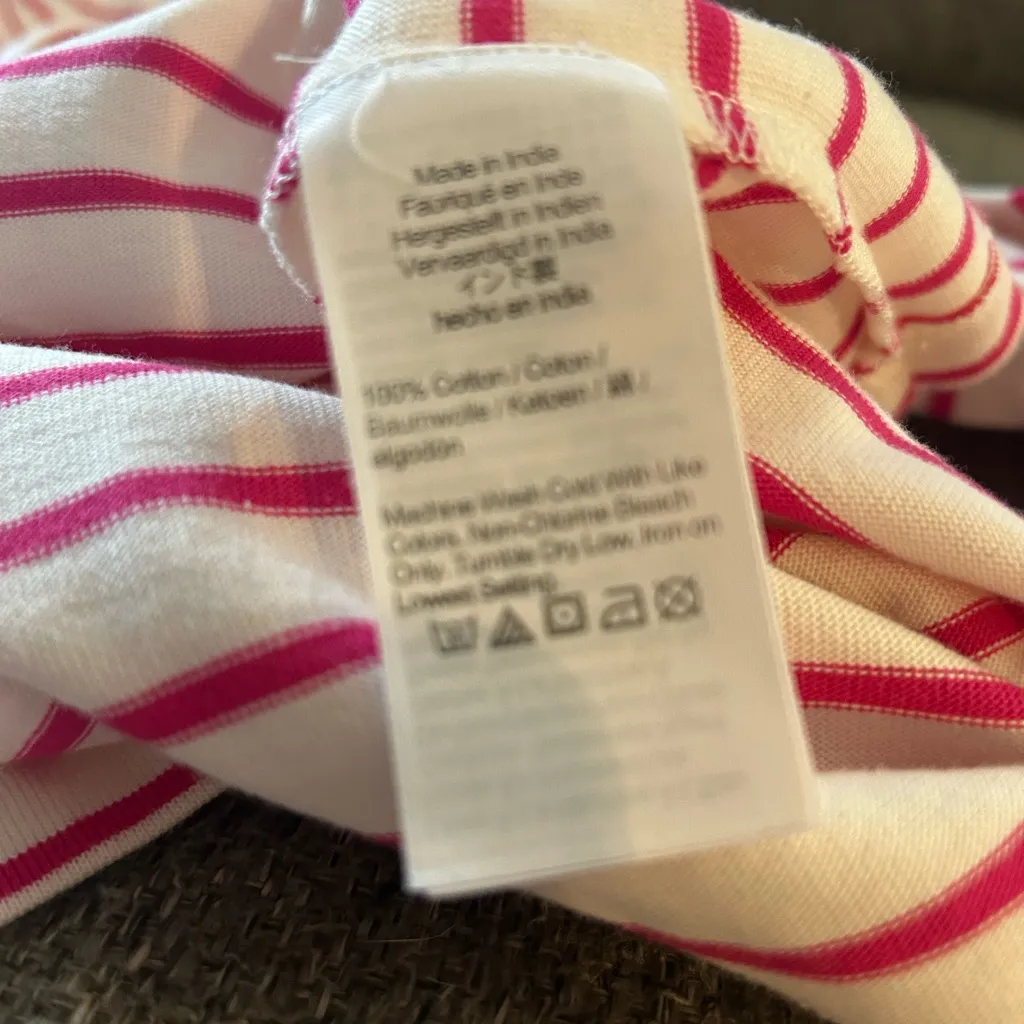 Made in India
Fabriqué en Inde
Hergestellt in Indien
Vervaardigd in India
インド製
hecho en India
100% Cotton / Coton /
Baumwolle / Katoen / 綿 /
algodón
Machine Wash Cold With Like
Colors, Non-Chlorine Bleach
Only. Tumble Dry Low. Iron on
Lowest Setting.